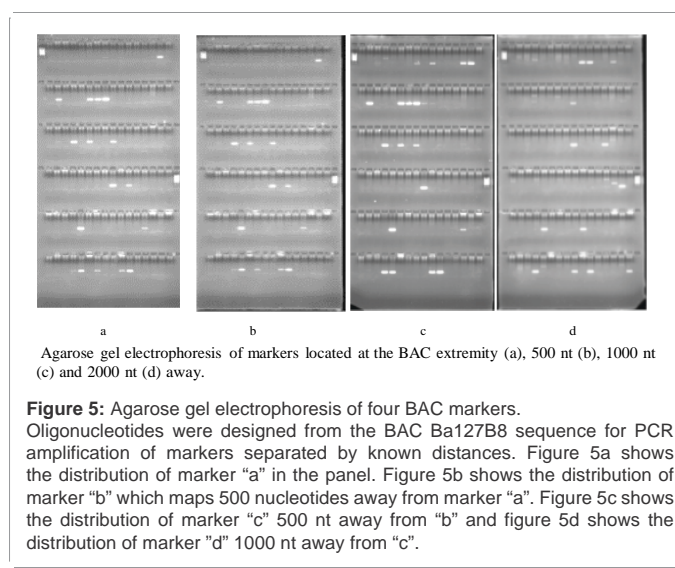 a b c d
Agarose gel electrophoresis of markers located at the BAC extremity (a), 500 nt (b), 1000 nt
(c) and 2000 nt (d) away.
Figure 5: Agarose gel electrophoresis of four BAC markers.
Oligonucleotides were designed from the BAC Ba127B8 sequence for PCR
amplification of markers separated by known distances. Figure 5a shows
the distribution of marker “a” in the panel. Figure 5b shows the distribution of
marker “b” which maps 500 nucleotides away from marker “a”. Figure 5c shows
the distribution of marker “c” 500 nt away from “b” and figure 5d shows the
distribution of marker ”d” 1000 nt away from “c”.